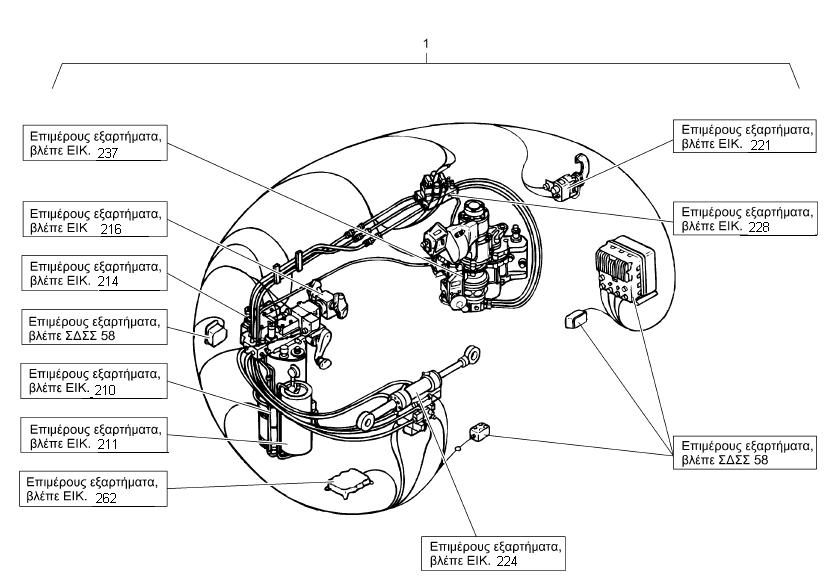 1
Επιμέρους εξαρτήματα,
βλέπε ΕΙΚ. 237
Επιμέρους εξαρτήματα,
βλέπε ΕΙΚ 216
Επιμέρους εξαρτήματα,
βλέπε ΕΙΚ. 214
Επιμέρους εξαρτήματα,
βλέπε ΣΔΣΣ 58
Επιμέρους εξαρτήματα,
βλέπε ΕΙΚ. 210
Επιμέρους εξαρτήματα,
βλέπε ΕΙΚ. 211
Επιμέρους εξαρτήματα,
βλέπε ΕΙΚ. 262
Επιμέρους εξαρτήματα,
βλέπε ΕΙΚ. 221
Επιμέρους εξαρτήματα,
βλέπε ΕΙΚ. 228
Επιμέρους εξαρτήματα,
βλέπε ΣΔΣΣ 58
Επιμέρους εξαρτήματα,
βλέπε ΕΙΚ. 224